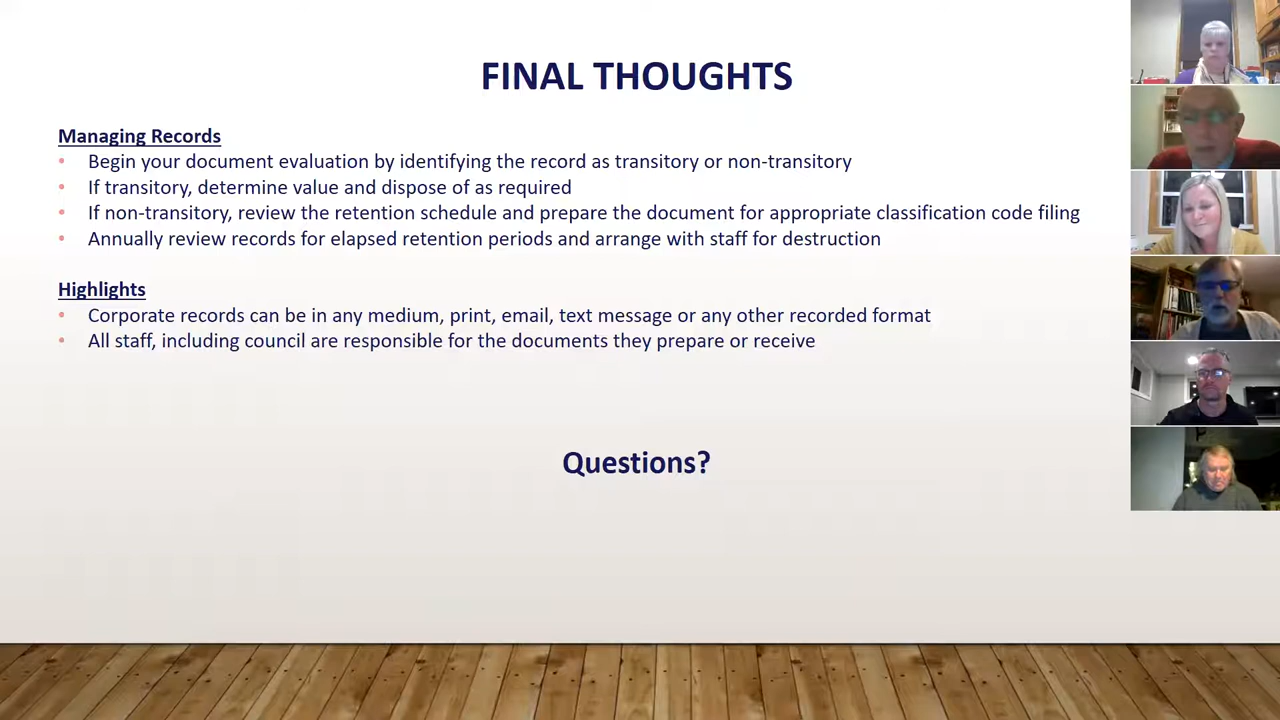 FINAL THOUGHTS
Managing Records
• Begin your document evaluation by identifying the record as transitory or non-transitory
• If transitory, determine value and dispose of as required
• If non-transitory, review the retention schedule and prepare the document for appropriate classification code filing
• Annually review records for elapsed retention periods and arrange with staff for destruction
Highlights
• Corporate records can be in any medium, print, email, text message or any other recorded format
• All staff, including council are responsible for the documents they prepare or receive
Questions?